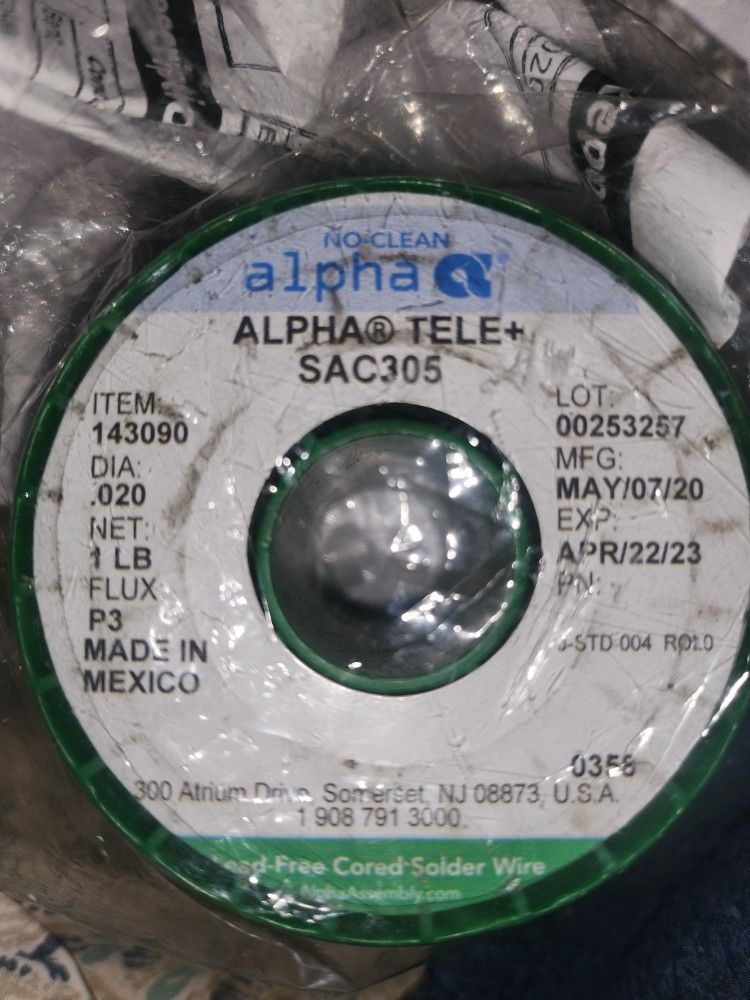 NO-CLEAN
alpha
ALPHA® TELE+
SAC305
ITEM:
143090
DIA:
.020
NET:
1 LB
FLUX:
P3
MADE IN
MEXICO
LOT:
00253257
MFG:
MAY/07/20
EXP:
APR/22/23
PN:
J-STD 004 ROL0
0358
300 Atrium Drive, Somerset, NJ 08873, U.S.A.
1 908 791 3000
Lead-Free Cored Solder Wire
AlphaAssembly.com